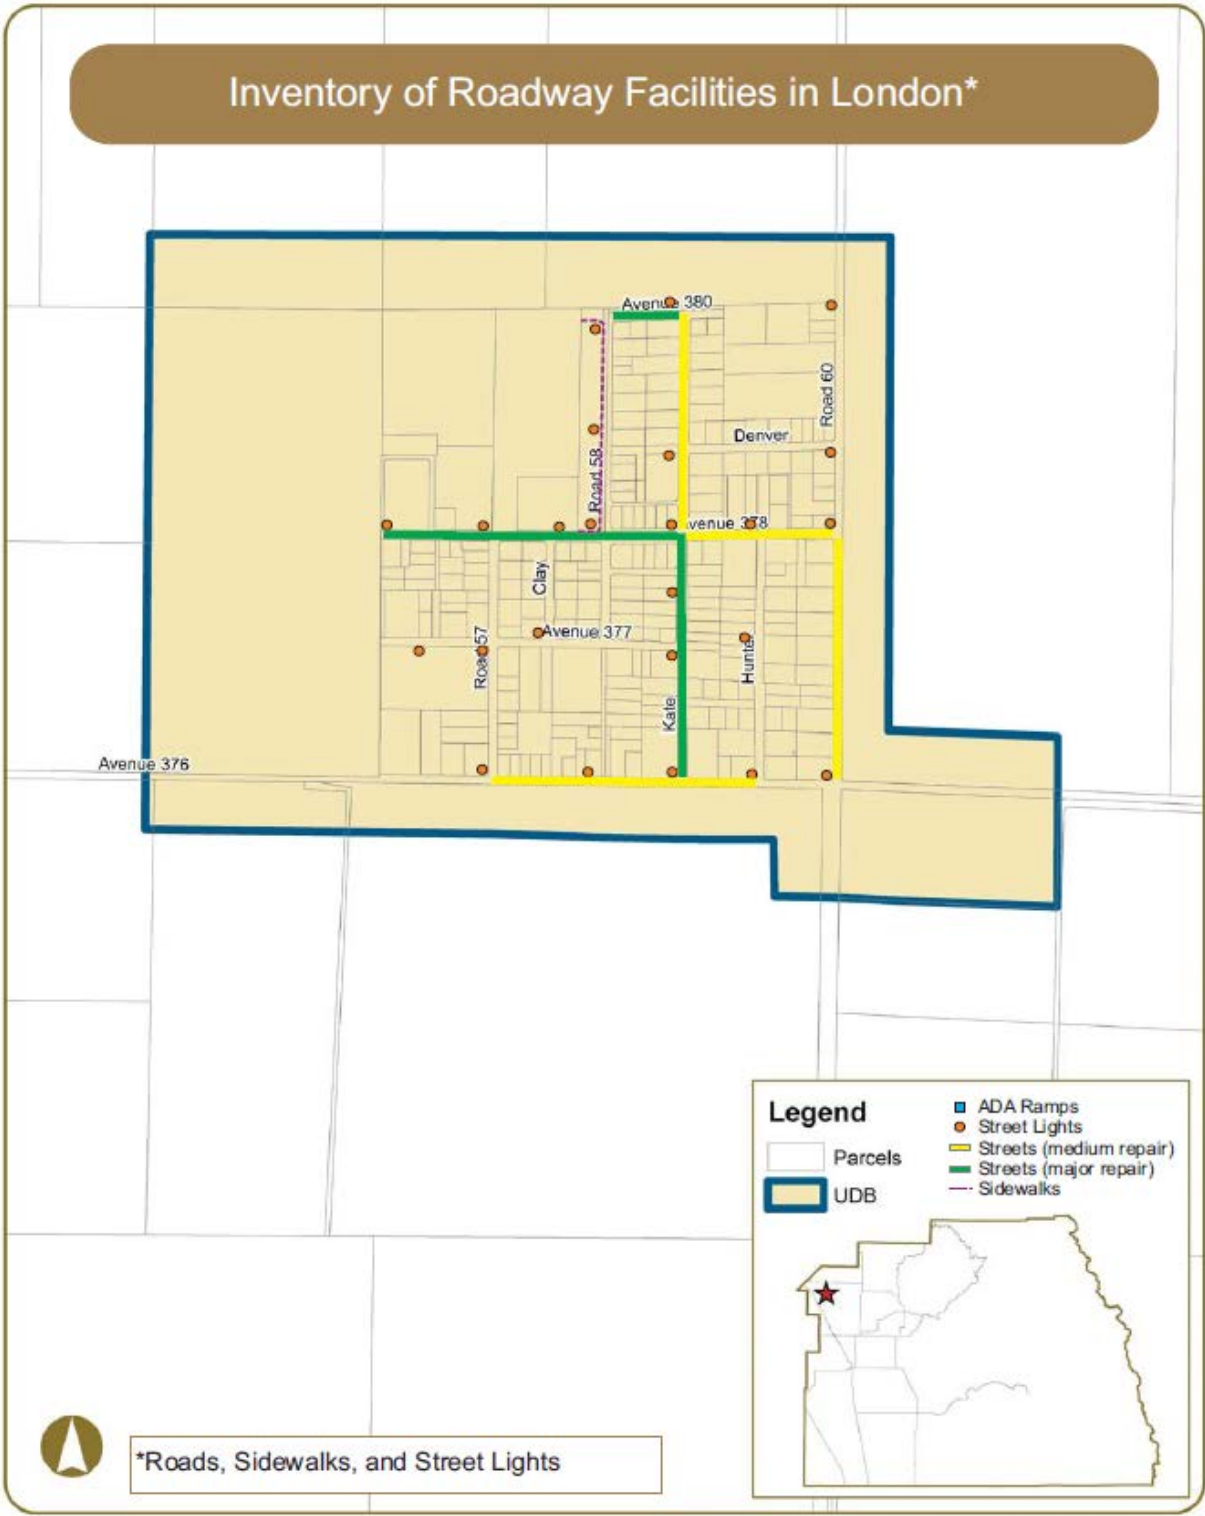 Inventory of Roadway Facilities in London*
Avenue 380
Road 60
Denver
Road 58
venue 378
Clay
Avenue 377
Road 57
Hunte
Kate
Avenue 376
Legend
Parcels
UDB
ADA Ramps
Street Lights
Streets (medium repair)
Streets (major repair)
Sidewalks
*Roads, Sidewalks, and Street Lights